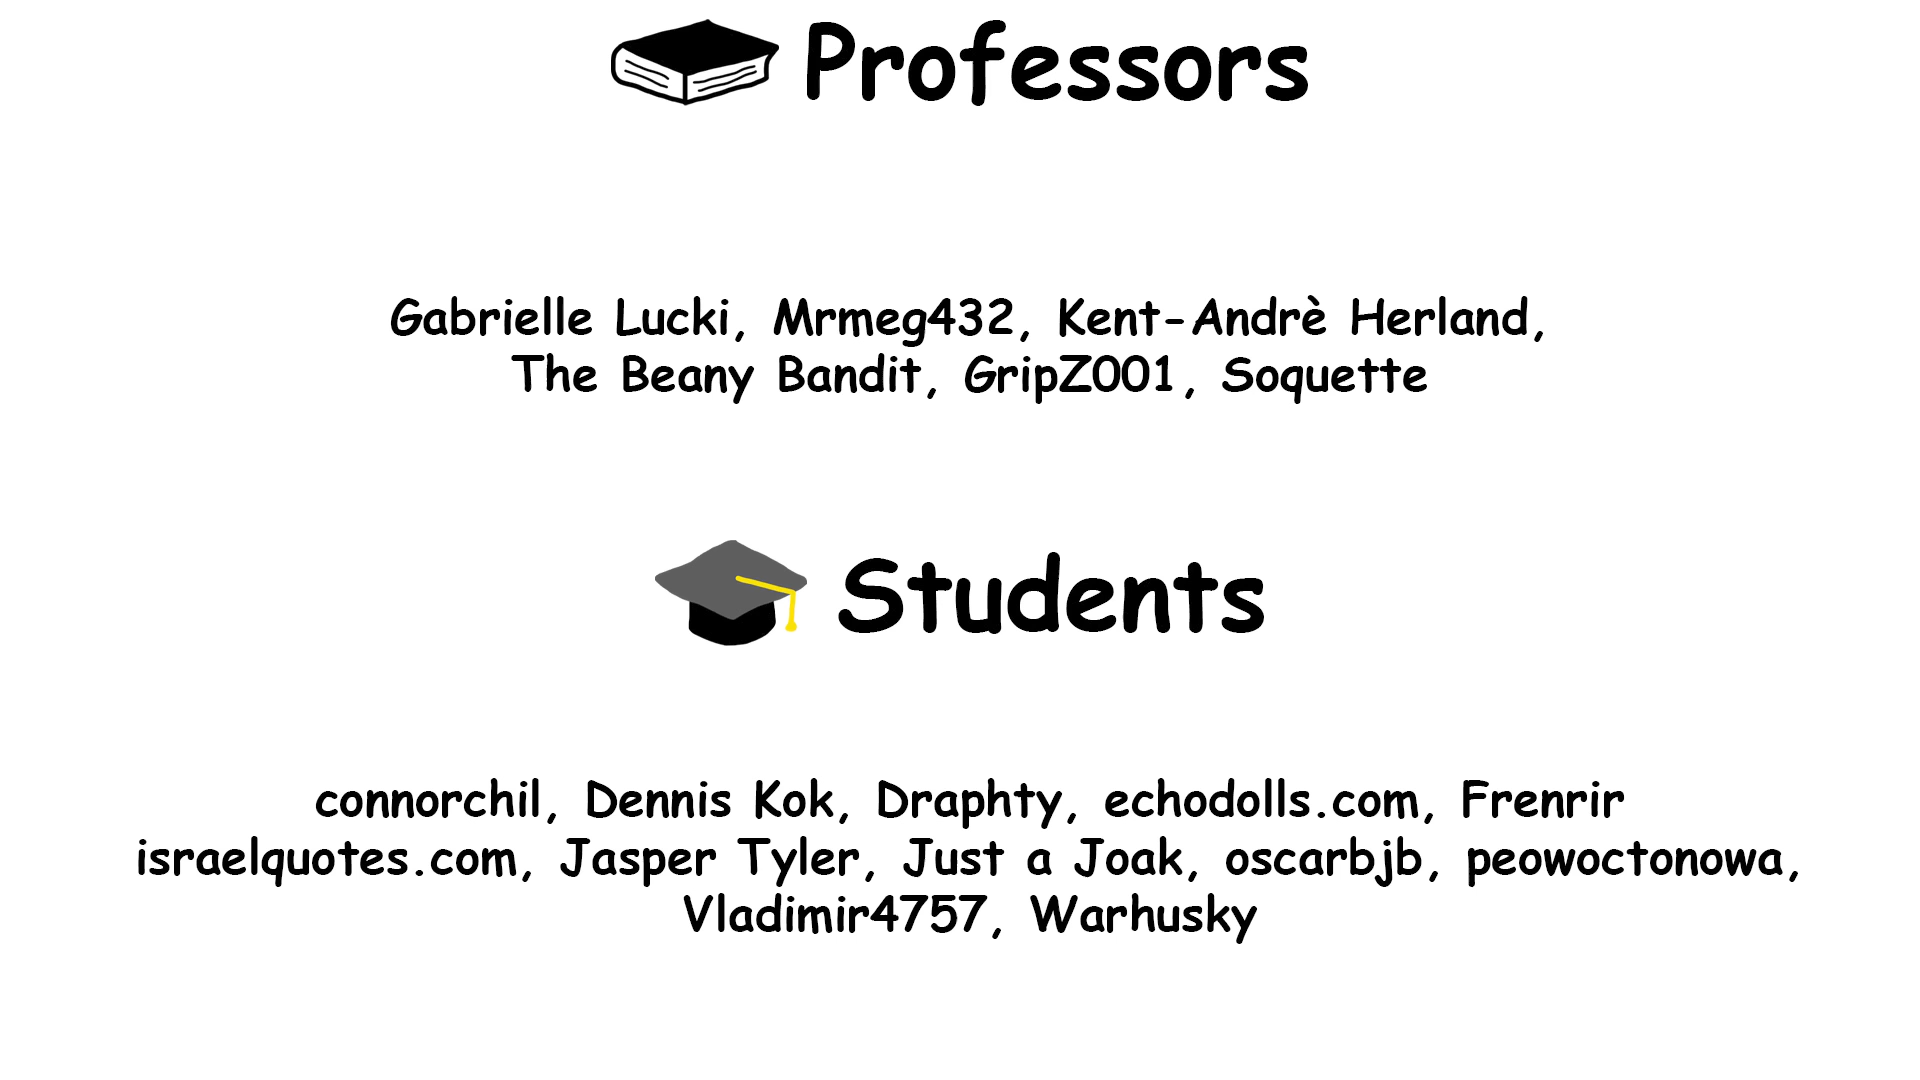 Professors
Gabrielle Lucki, Mrmeg432, Kent-Andrè Herland,
The Beany Bandit, GripZ001, Soquette
Students
connorchil, Dennis Kok, Draphty, echodolls.com, Frenrir
israelquotes.com, Jasper Tyler, Just a Joak, oscarbjb, peowoctonowa,
Vladimir4757, Warhusky